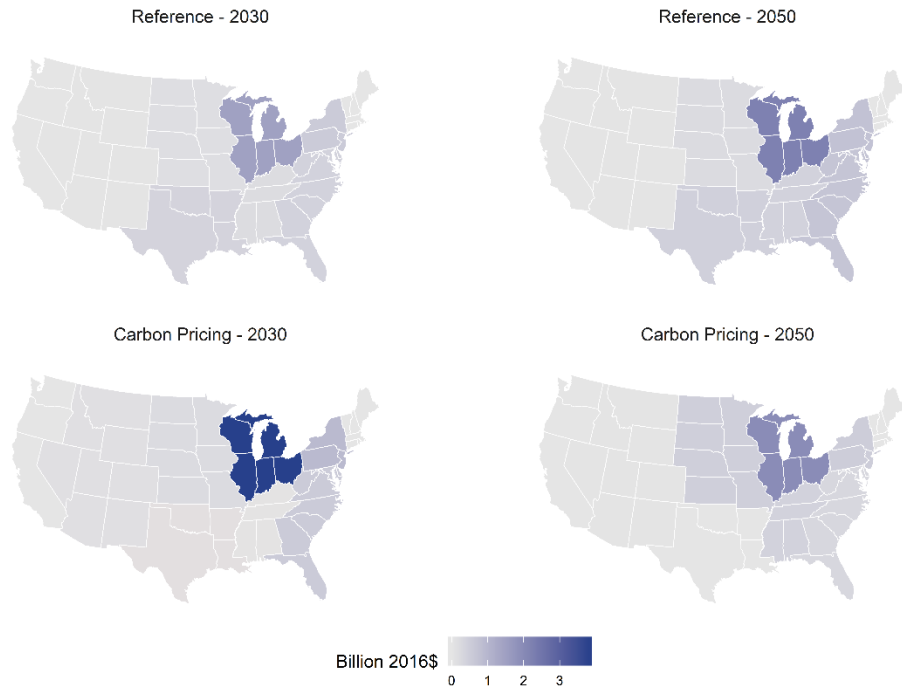 Reference - 2030
Reference - 2050
Carbon Pricing - 2030
Carbon Pricing - 2050
Billion 2016$
0 1 2 3